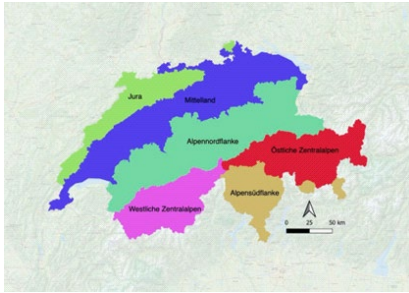 Jura
Mittelland
Alpennordflanke
Östliche Zentralalpen
Westliche Zentralalpen
Alpensüdflanke
0 25 50 km